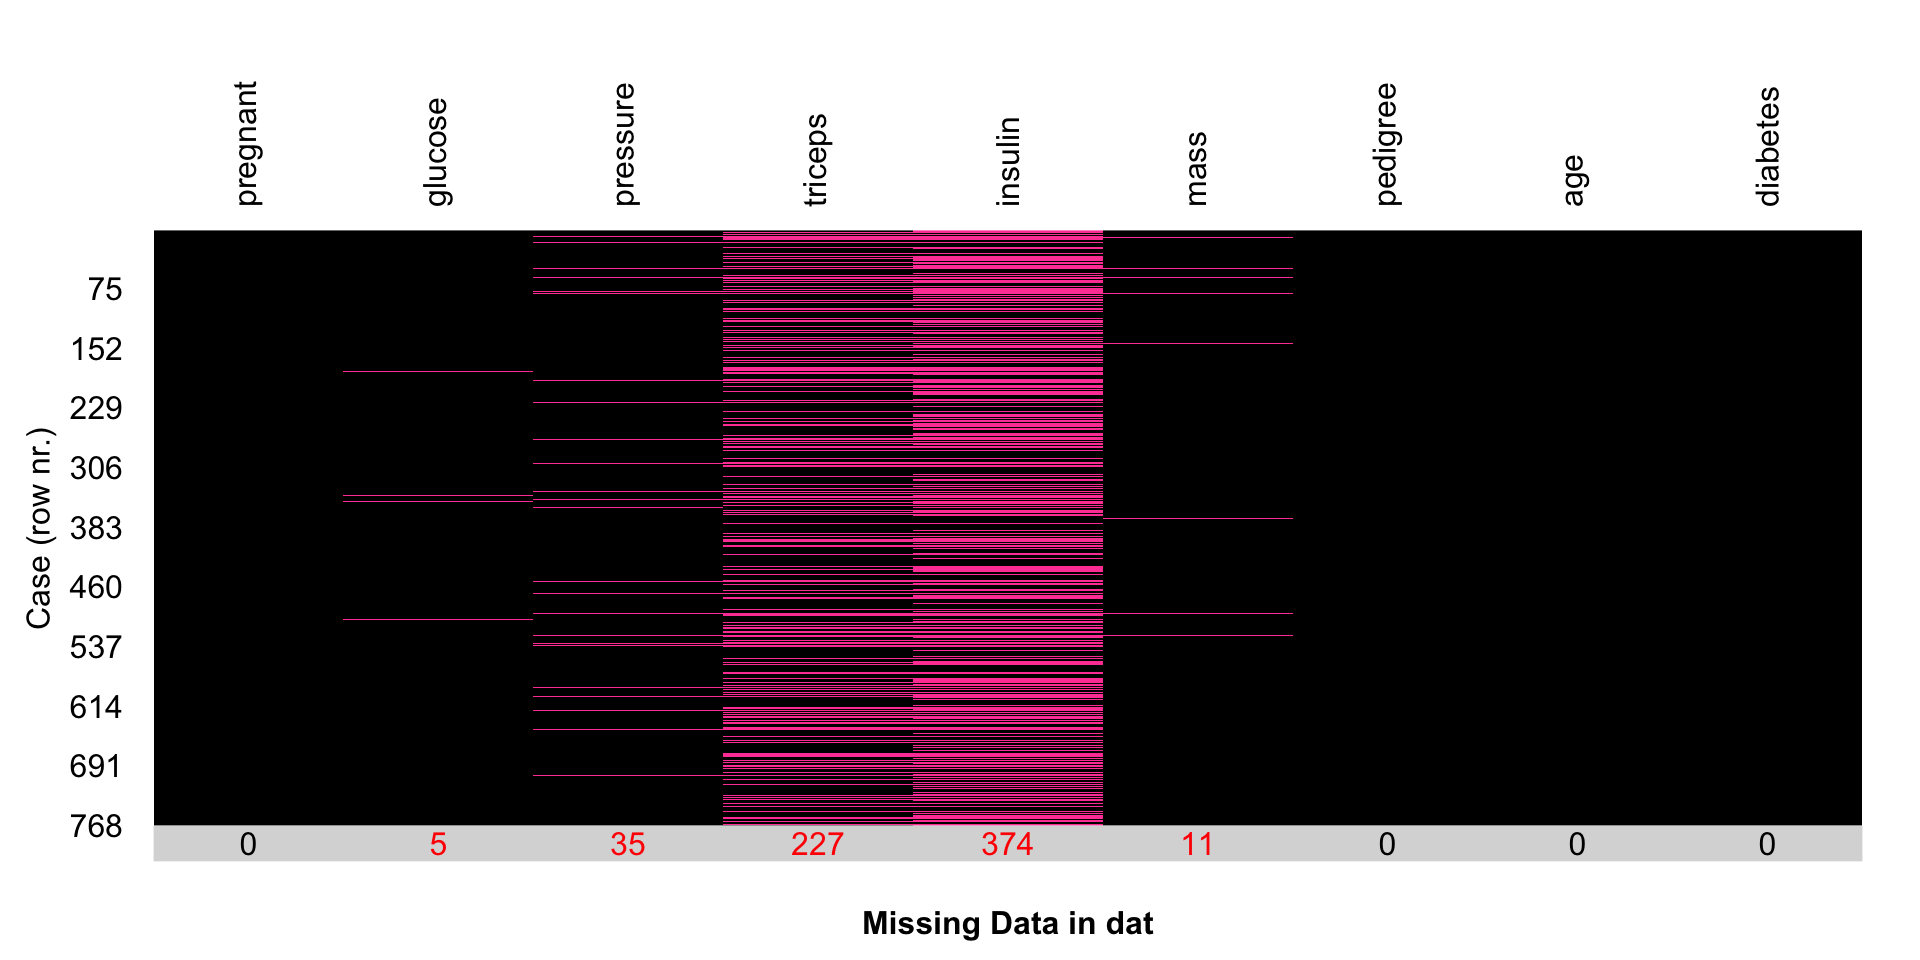 pregnant glucose pressure triceps insulin mass pedigree age diabetes
Case (row nr.)
75
152
229
306
383
460
537
614
691
768
0 5 35 227 374 11 0 0 0
Missing Data in dat